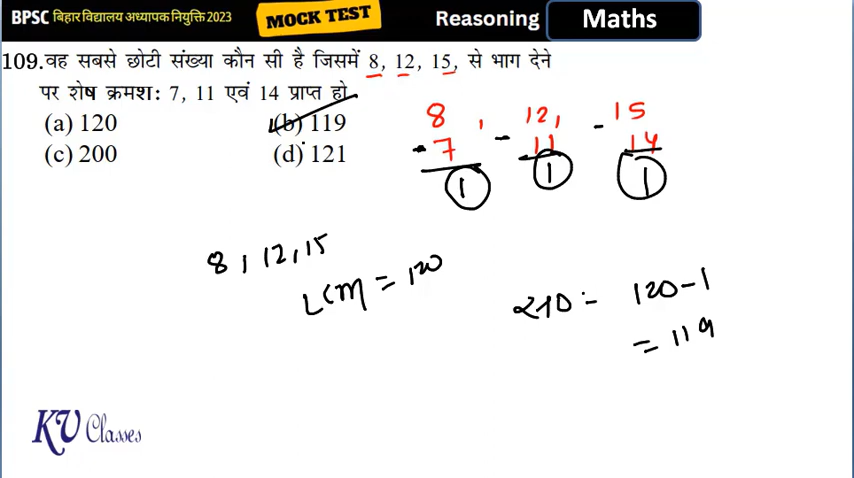 BPSC बिहार विद्यालय अध्यापक नियुक्ति 2023 MOCK TEST Reasoning Maths
109. वह सबसे छोटी संख्या कौन सी है जिसमें 8, 12, 15, से भाग देने
पर शेष क्रमश: 7, 11 एवं 14 प्राप्त हो
(a) 120 (b) 119
(c) 200 (d) 121
8, 12, 15
- 7 - 11 - 14
1 1 1
8, 12, 15
LCM = 120
= 120 - 1
= 119
KV Classes